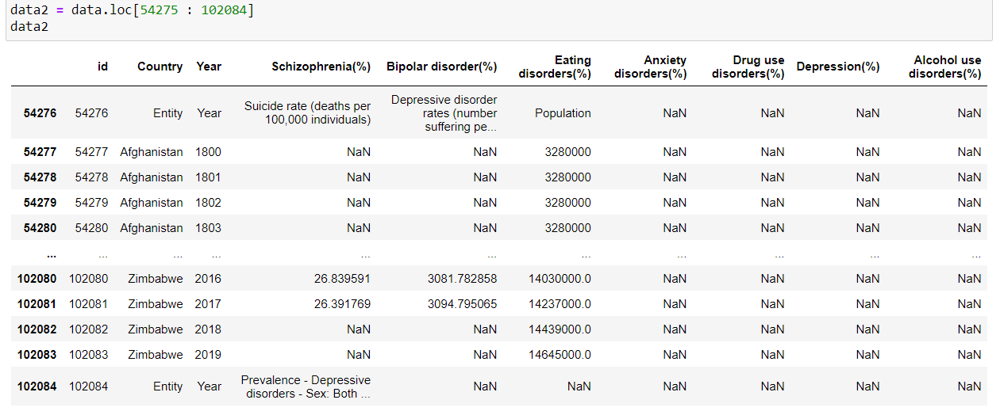 data2 = data.loc[54275 : 102084]
data2
id Country Year Schizophrenia(%) Bipolar disorder(%) Eating disorders(%) Anxiety disorders(%) Drug use disorders(%) Depression(%) Alcohol use disorders(%)
54276 54276 Entity Year Suicide rate (deaths per 100,000 individuals) Depressive disorder rates (number suffering pe... Population NaN NaN NaN NaN
54277 54277 Afghanistan 1800 NaN NaN 3280000 NaN NaN NaN NaN
54278 54278 Afghanistan 1801 NaN NaN 3280000 NaN NaN NaN NaN
54279 54279 Afghanistan 1802 NaN NaN 3280000 NaN NaN NaN NaN
54280 54280 Afghanistan 1803 NaN NaN 3280000 NaN NaN NaN NaN
... ... ... ... ... ... ... ... ... ... ...
102080 102080 Zimbabwe 2016 26.839591 3081.782858 14030000.0 NaN NaN NaN NaN
102081 102081 Zimbabwe 2017 26.391769 3094.795065 14237000.0 NaN NaN NaN NaN
102082 102082 Zimbabwe 2018 NaN NaN 14439000.0 NaN NaN NaN NaN
102083 102083 Zimbabwe 2019 NaN NaN 14645000.0 NaN NaN NaN NaN
102084 102084 Entity Year Prevalence - Depressive disorders - Sex: Both ... NaN NaN NaN NaN NaN NaN